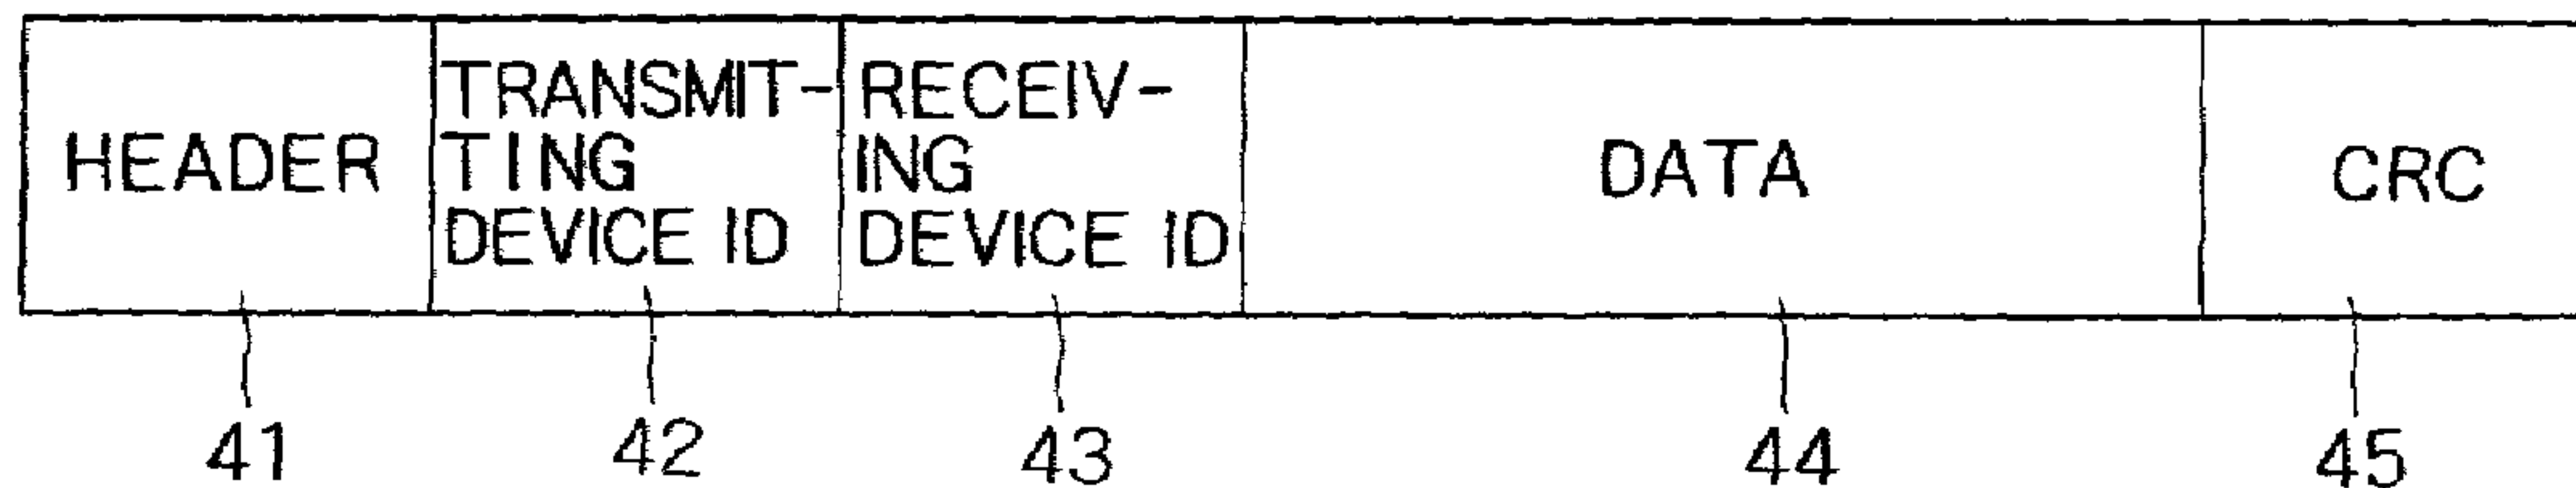 HEADER
TRANSMIT-
TING
DEVICE ID
RECEIV-
ING
DEVICE ID
DATA
CRC
41
42
43
44
45